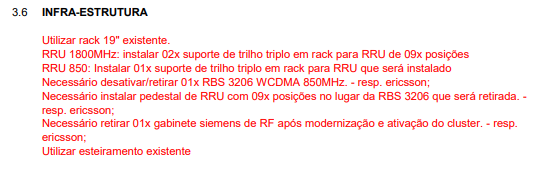 3.6 INFRA-ESTRUTURA
Utilizar rack 19" existente.
RRU 1800MHz: instalar 02x suporte de trilho triplo em rack para RRU de 09x posições
RRU 850: Instalar 01x suporte de trilho triplo em rack para RRU que será instalado
Necessário desativar/retirar 01x RBS 3206 WCDMA 850MHz. - resp. ericsson;
Necessário instalar pedestal de RRU com 09x posições no lugar da RBS 3206 que será retirada. -
resp. ericsson;
Necessário retirar 01x gabinete siemens de RF após modernização e ativação do cluster. - resp.
ericsson;
Utilizar esteiramento existente